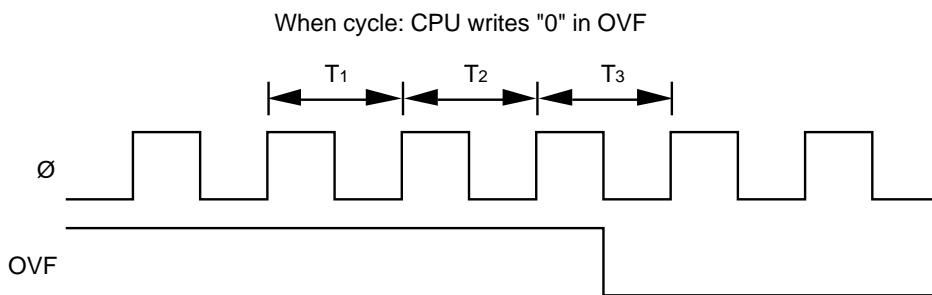 When cycle: CPU writes "0" in OVF
T1 T2 T3
Ø
OVF